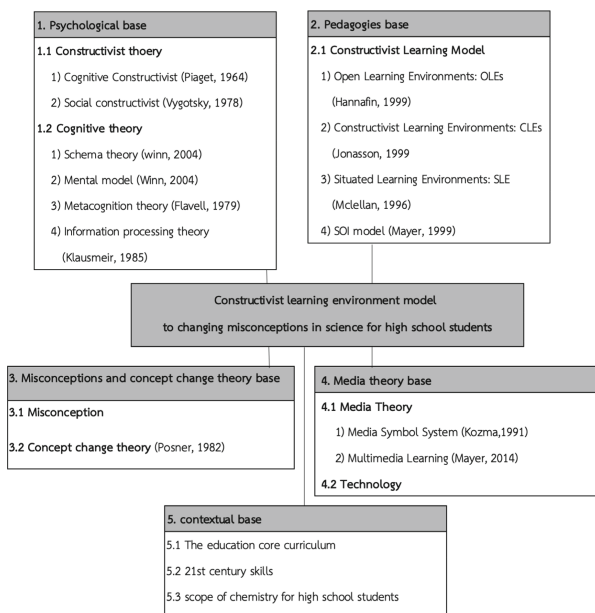 1. Psychological base
1.1 Constructivist thoery
1) Cognitive Constructivist (Piaget, 1964)
2) Social constructivist (Vygotsky, 1978)
1.2 Cognitive theory
1) Schema theory (winn, 2004)
2) Mental model (Winn, 2004)
3) Metacognition theory (Flavell, 1979)
4) Information processing theory
(Klausmeir, 1985)
2. Pedagogies base
2.1 Constructivist Learning Model
1) Open Learning Environments: OLEs
(Hannafin, 1999)
2) Constructivist Learning Environments: CLEs
(Jonasson, 1999
3) Situated Learning Environments: SLE
(Mclellan, 1996)
4) SOI model (Mayer, 1999)
Constructivist learning environment model
to changing misconceptions in science for high school students
3. Misconceptions and concept change theory base
3.1 Misconception
3.2 Concept change theory (Posner, 1982)
4. Media theory base
4.1 Media Theory
1) Media Symbol System (Kozma,1991)
2) Multimedia Learning (Mayer, 2014)
4.2 Technology
5. contextual base
5.1 The education core curriculum
5.2 21st century skills
5.3 scope of chemistry for high school students